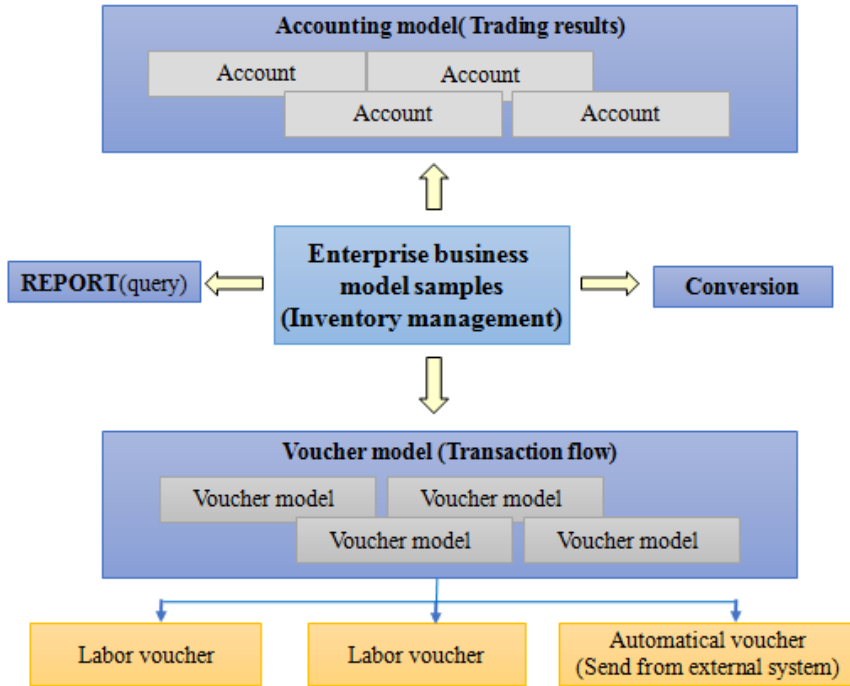 Accounting model( Trading results)
Account
Account
Account
Account
Enterprise business
model samples
(Inventory management)
REPORT(query)
Conversion
Voucher model (Transaction flow)
Voucher model
Voucher model
Voucher model
Voucher model
Labor voucher
Labor voucher
Automatical voucher
(Send from external system)